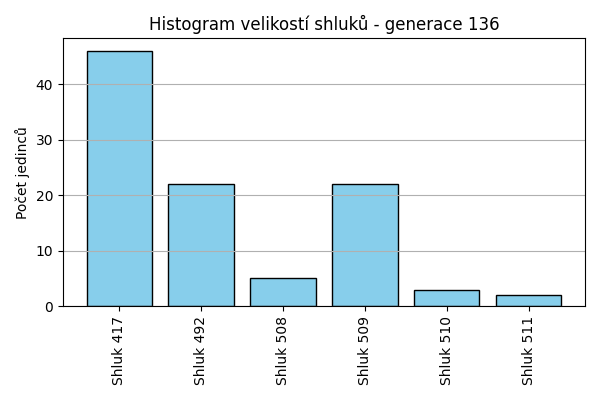 Histogram velikostí shluků - generace 136
Počet jedinců
40
30
20
10
0
Shluk 417
Shluk 492
Shluk 508
Shluk 509
Shluk 510
Shluk 511